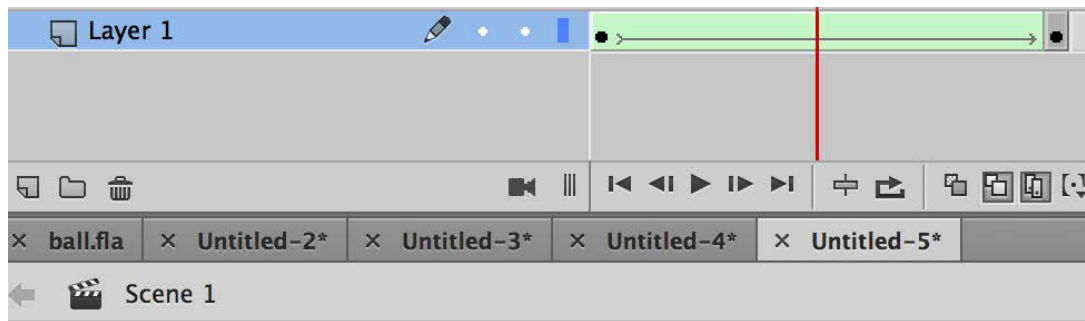 Layer 1
ball.fla Untitled-2* Untitled-3* Untitled-4* Untitled-5*
Scene 1